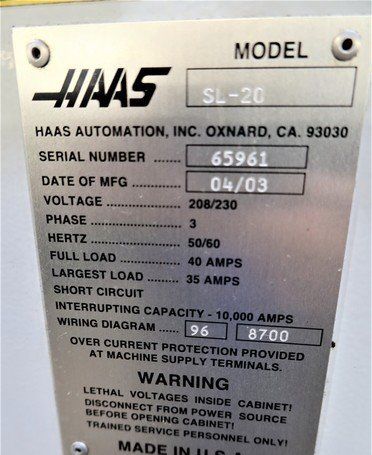 MODEL
HAAS SL-20
HAAS AUTOMATION, INC. OXNARD, CA. 93030
SERIAL NUMBER ............ 65961
DATE OF MFG ............... 04/03
VOLTAGE ........................ 208/230
PHASE ............................ 3
HERTZ ............................ 50/60
FULL LOAD ..................... 40 AMPS
LARGEST LOAD ............. 35 AMPS
SHORT CIRCUIT
INTERRUPTING CAPACITY - 10,000 AMPS
WIRING DIAGRAM ....... 96 8700
OVER CURRENT PROTECTION PROVIDED
AT MACHINE SUPPLY TERMINALS.
WARNING
LETHAL VOLTAGES INSIDE CABINET!
DISCONNECT FROM POWER SOURCE
BEFORE OPENING CABINET!
TRAINED SERVICE PERSONNEL ONLY!
MADE IN U.S.A